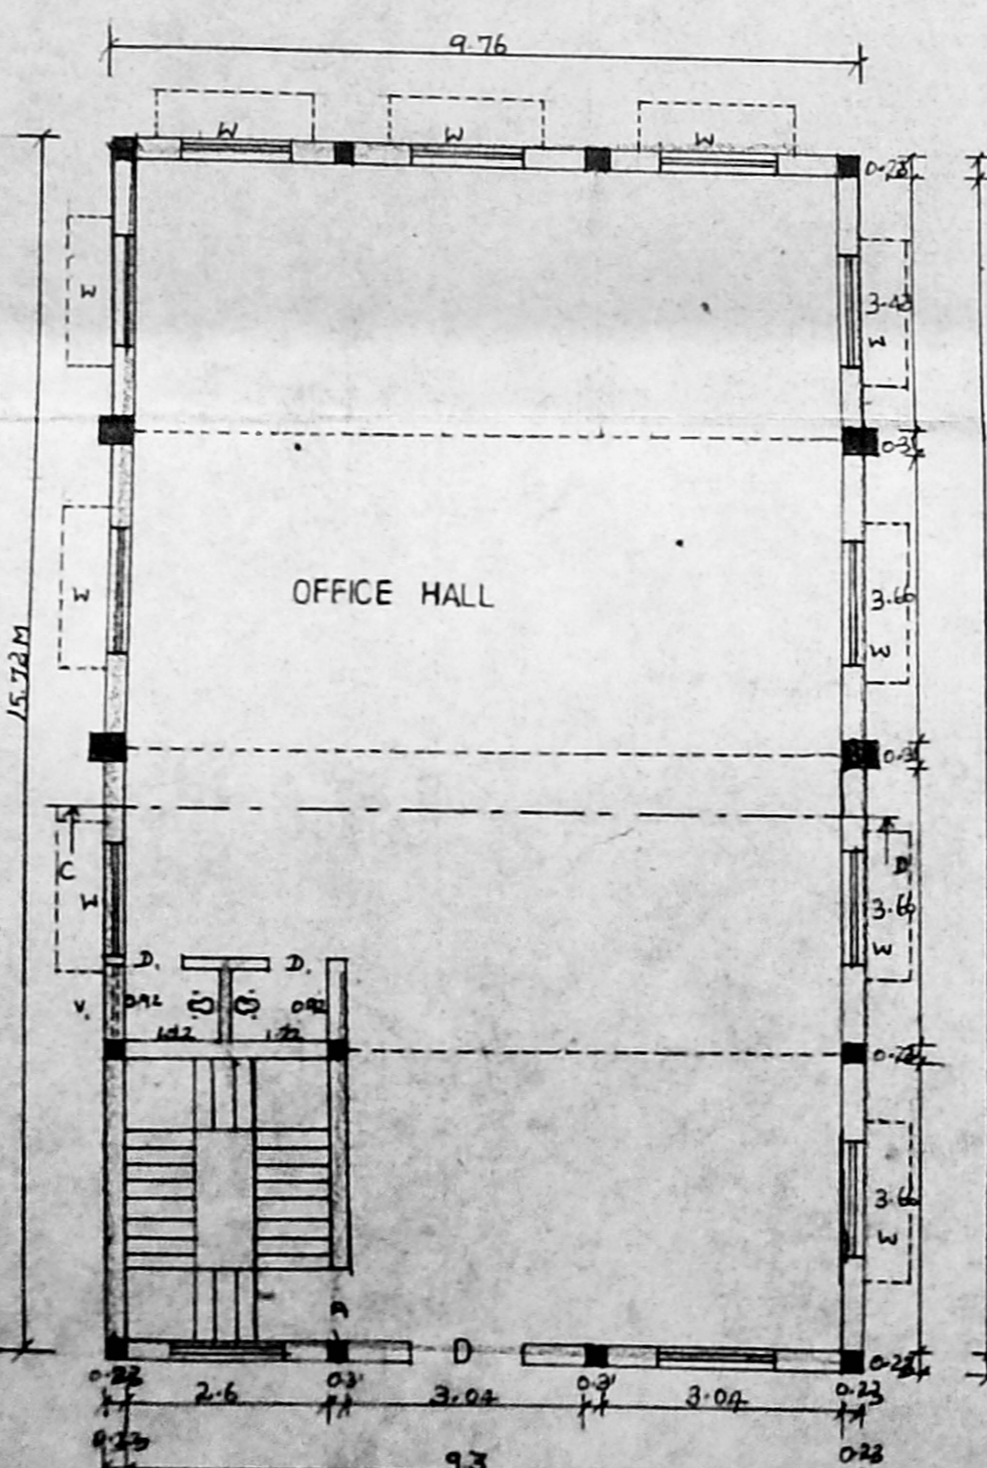 9.76
W W W
0.23
W
3.43
W
0.3
OFFICE HALL
W
3.66
W
15.72M
0.3
C D
W
3.66
W
D. D.
V. 0.92 0.92
1.22 1.22
0.23
3.66
W
A
D
0.23
0.23 2.6 0.3 3.04 0.3 3.04 0.23
0.23 9.3 0.23